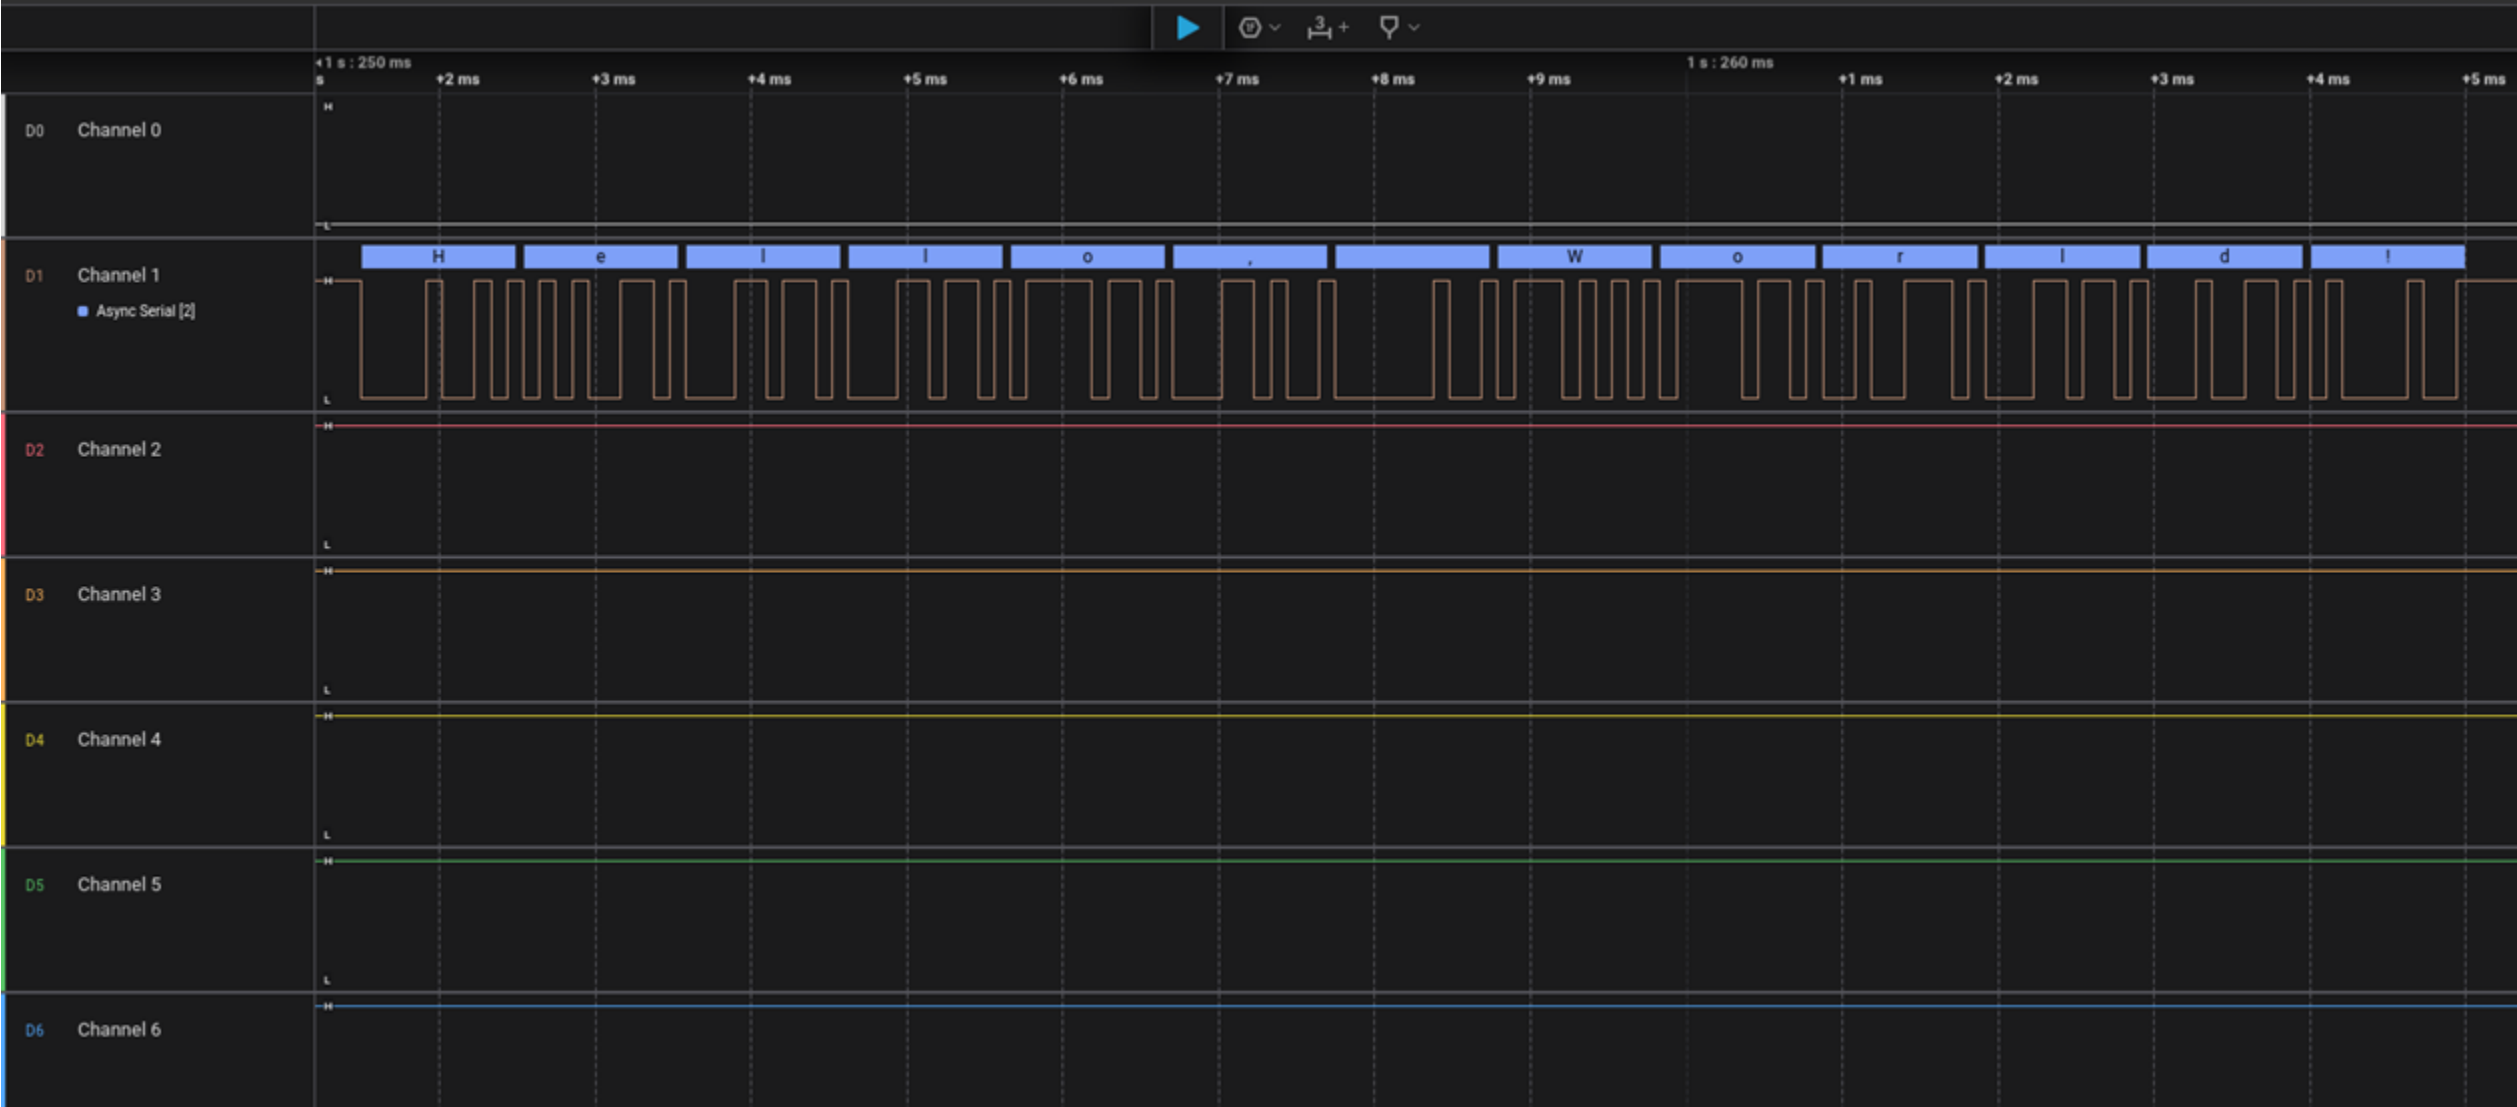 3 +
1 s : 250 ms
1 s : 260 ms
s +2 ms +3 ms +4 ms +5 ms +6 ms +7 ms +8 ms +9 ms +1 ms +2 ms +3 ms +4 ms +5 ms
H
D0 Channel 0
L
H e l l o , W o r l d !
D1 Channel 1 H
Async Serial [2]
L
H
D2 Channel 2
L
H
D3 Channel 3
L
H
D4 Channel 4
L
H
D5 Channel 5
L
H
D6 Channel 6